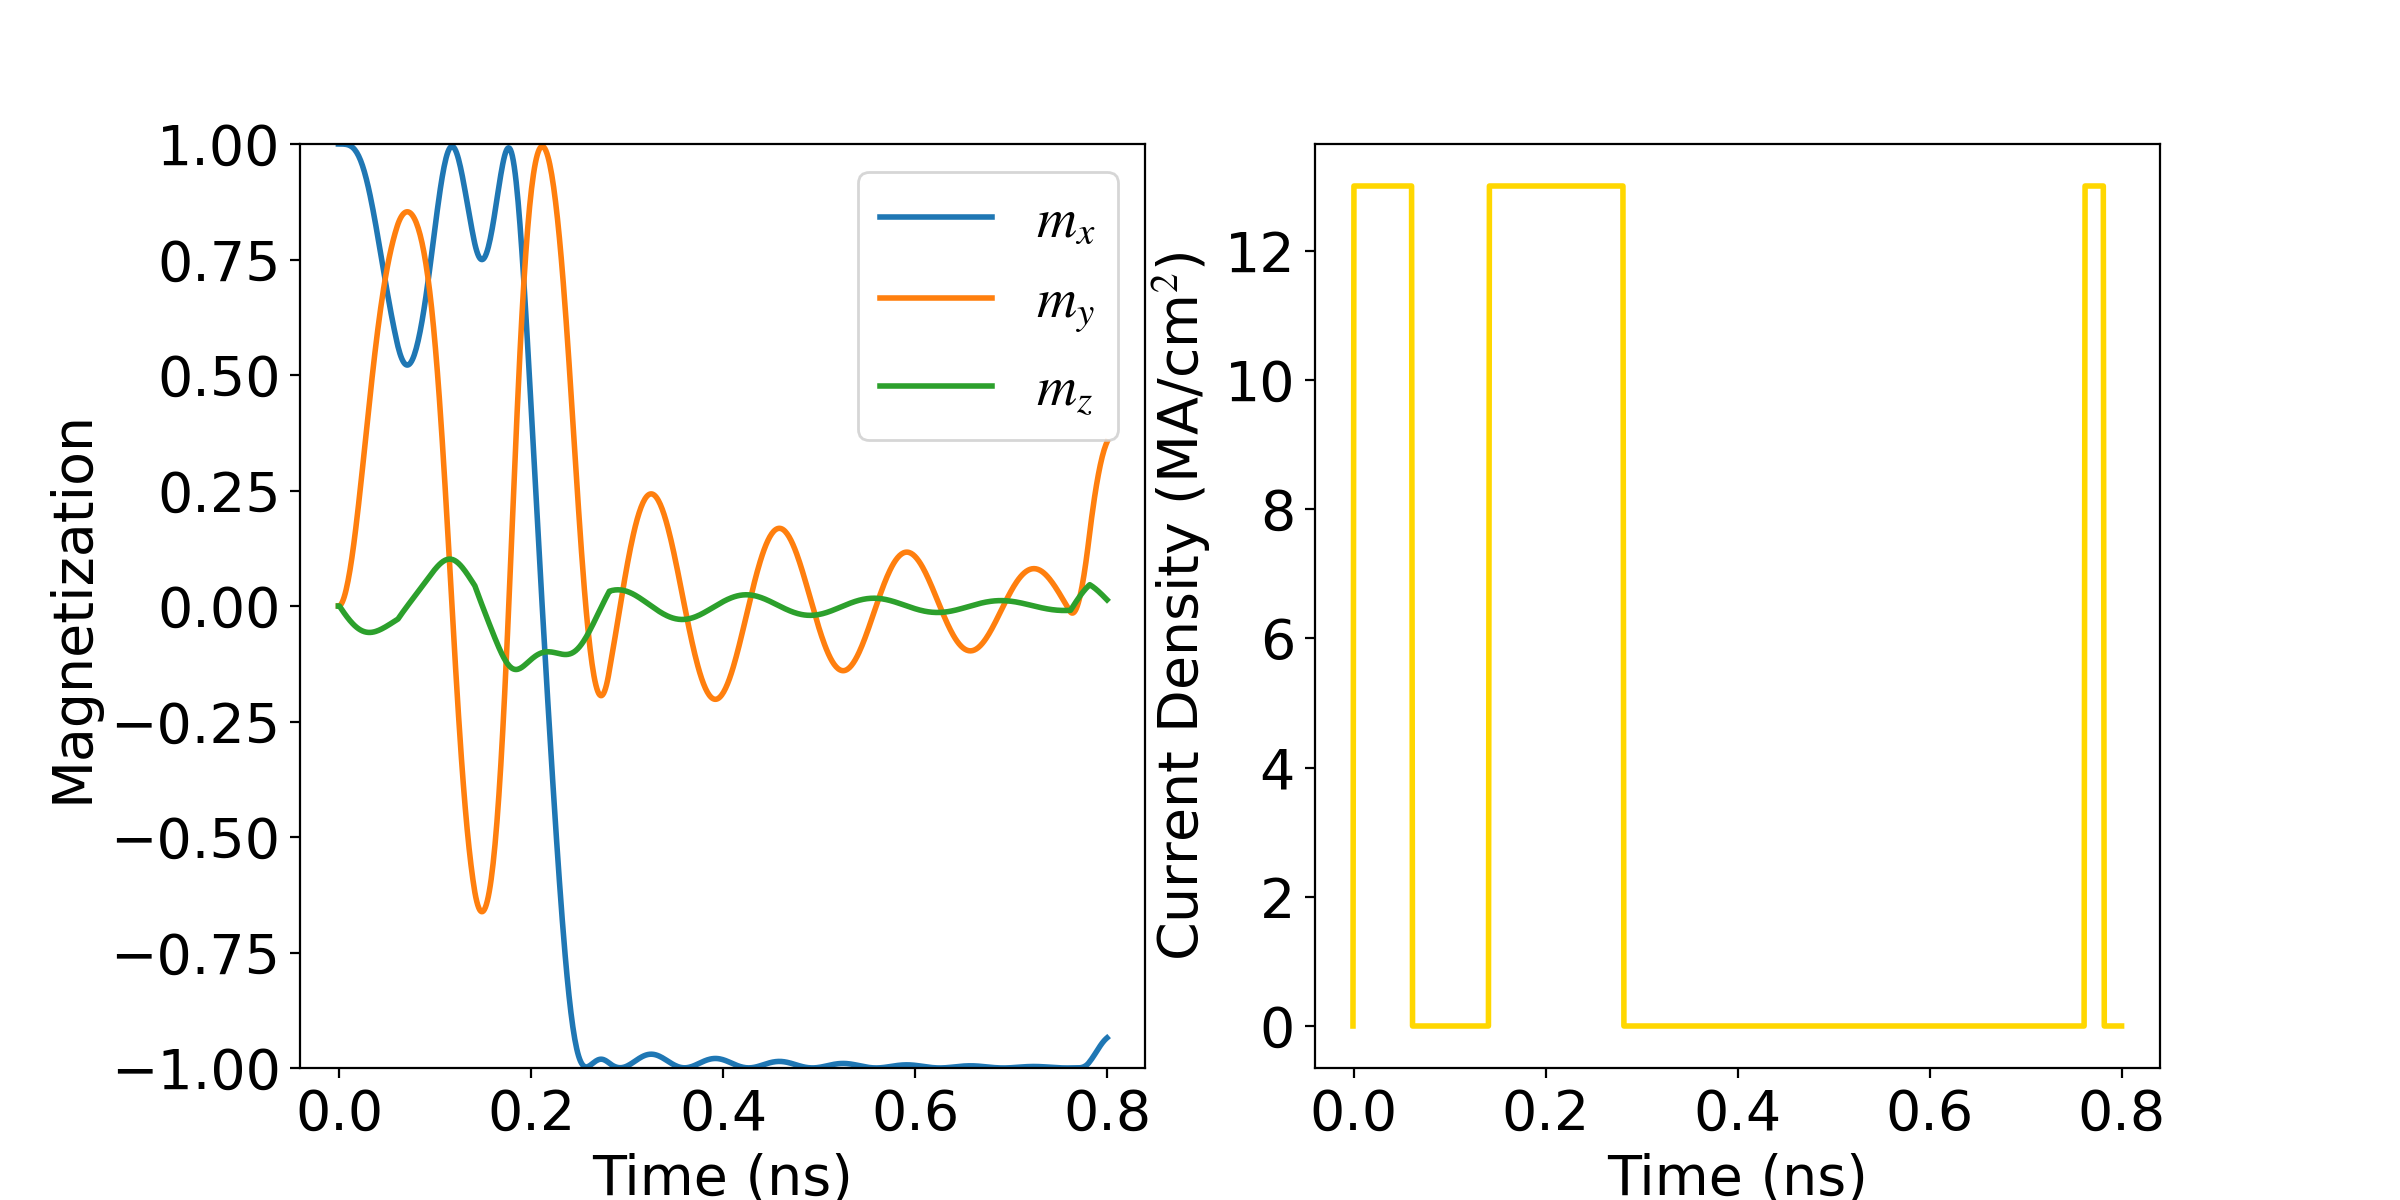 Magnetization
1.00
0.75
0.50
0.25
0.00
−0.25
−0.50
−0.75
−1.00
0.0 0.2 0.4 0.6 0.8
Time (ns)
m_x
m_y
m_z
Current Density (MA/cm²)
12
10
8
6
4
2
0
0.0 0.2 0.4 0.6 0.8
Time (ns)